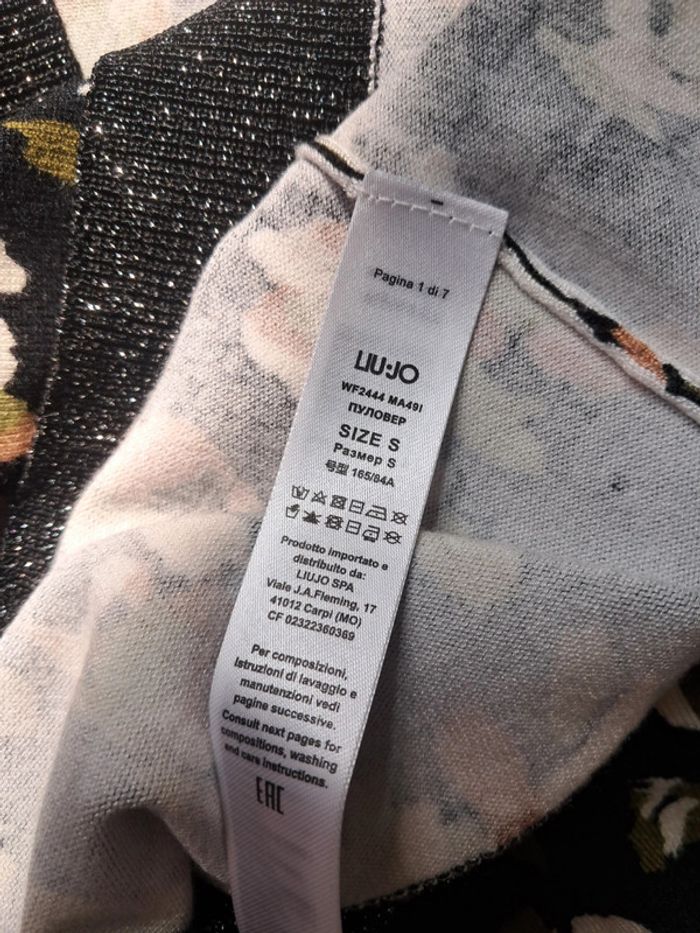 Pagina 1 di 7
LIU·JO
WF2444 MA49I
ПУЛОВЕР
SIZE S
Размер S
号型 165/84A
Prodotto importato e
distribuito da:
LIUJO SPA
Viale J.A.Fleming, 17
41012 Carpi (MO)
CF 02322360369
Per composizioni,
istruzioni di lavaggio e
manutenzioni vedi
pagine successive.
Consult next pages for
compositions, washing
and care instructions.
EAC